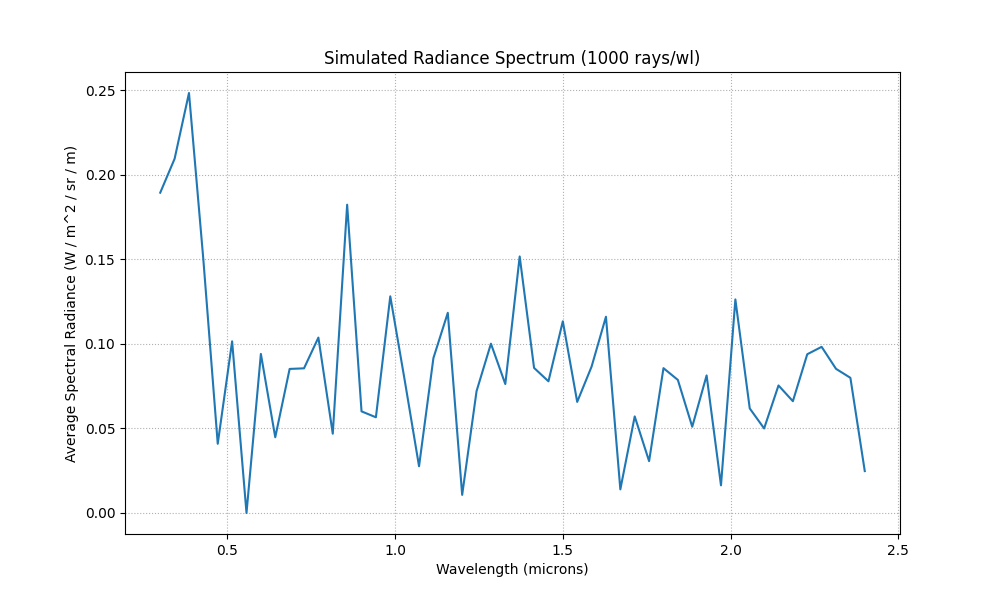 Simulated Radiance Spectrum (1000 rays/wl)
Average Spectral Radiance (W / m^2 / sr / m)
0.25
0.20
0.15
0.10
0.05
0.00
0.5 1.0 1.5 2.0 2.5
Wavelength (microns)